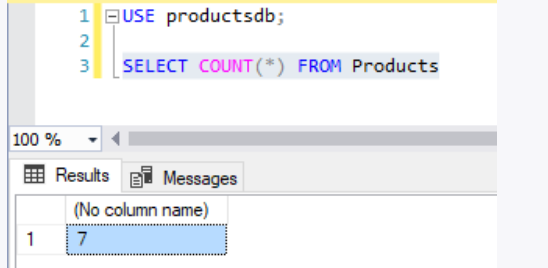 1 USE productsdb;
2
3 SELECT COUNT(*) FROM Products
100 %
Results Messages
(No column name)
1 7